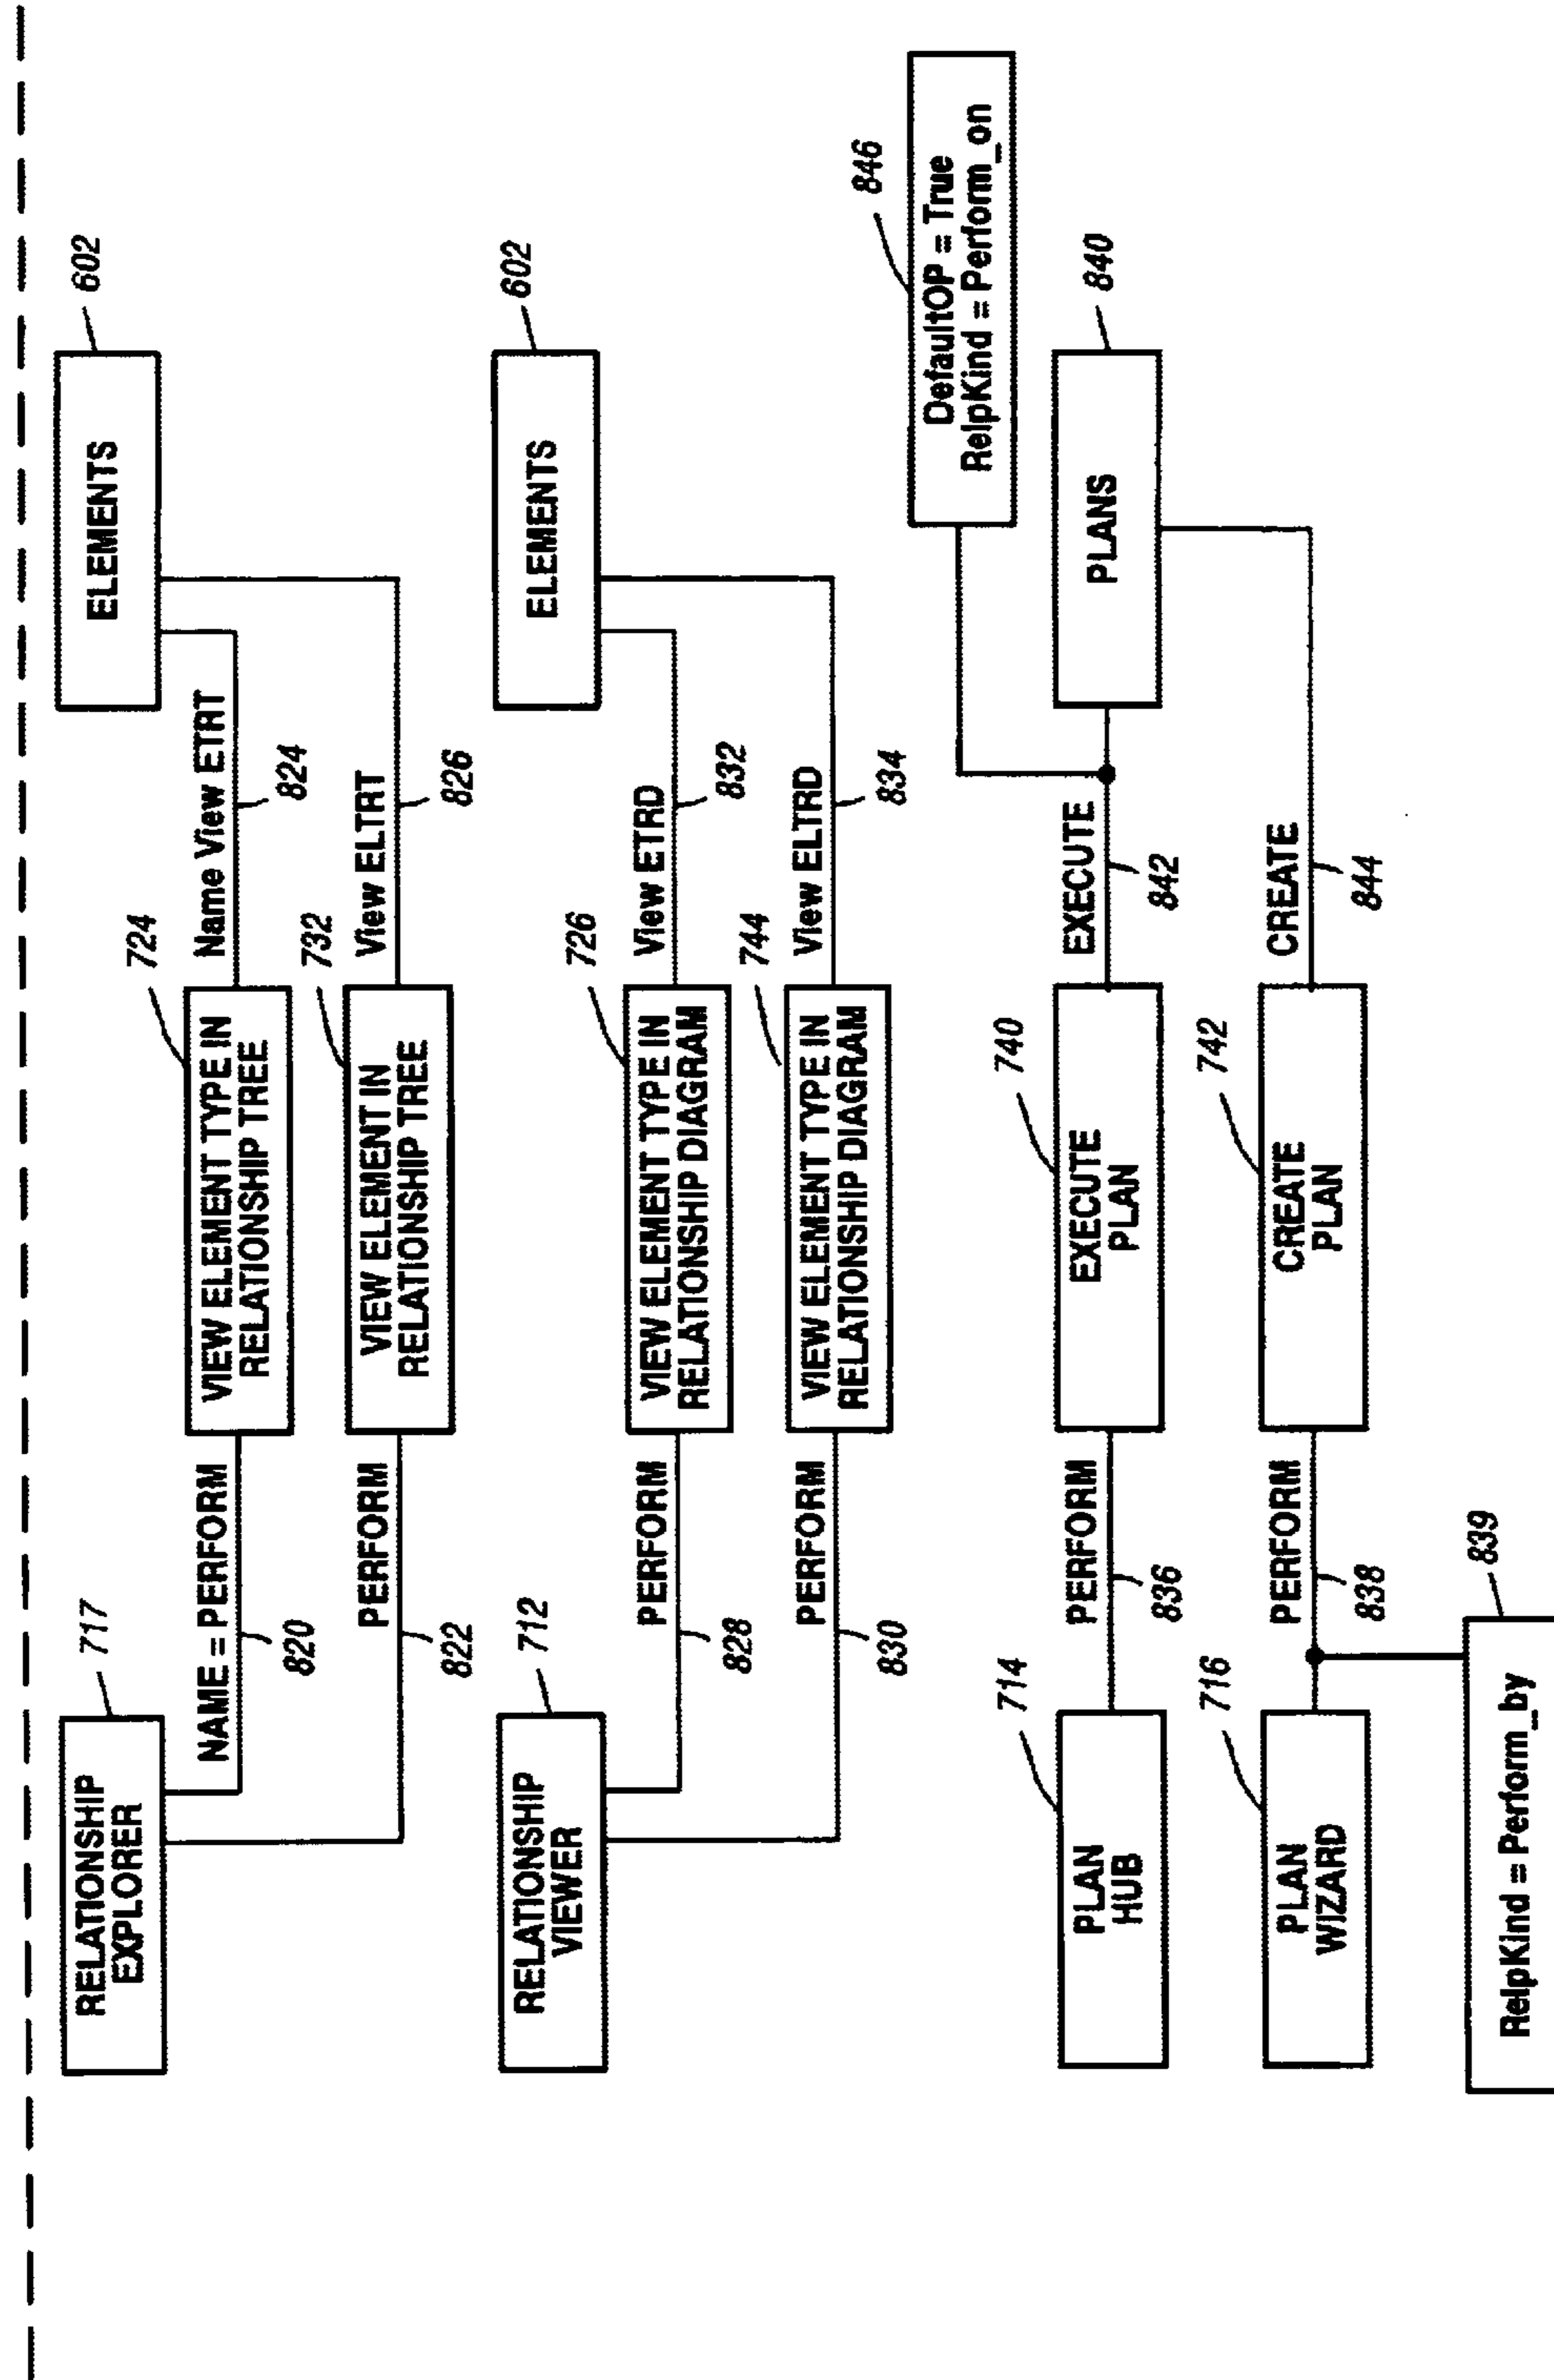 602
ELEMENTS
Name View ETRT
824
724
VIEW ELEMENT TYPE IN
RELATIONSHIP TREE
NAME = PERFORM
820
717
RELATIONSHIP
EXPLORER
View ELTRT
826
732
VIEW ELEMENT IN
RELATIONSHIP TREE
PERFORM
822
602
ELEMENTS
View ETRD
832
726
VIEW ELEMENT TYPE IN
RELATIONSHIP DIAGRAM
PERFORM
828
712
RELATIONSHIP
VIEWER
View ELTRD
834
744
VIEW ELEMENT TYPE IN
RELATIONSHIP DIAGRAM
PERFORM
830
846
DefaultOP = True
RelpKind = Perform_on
840
PLANS
EXECUTE
842
740
EXECUTE
PLAN
PERFORM
836
714
PLAN
HUB
CREATE
844
742
CREATE
PLAN
PERFORM
838
716
PLAN
WIZARD
839
RelpKind = Perform_by